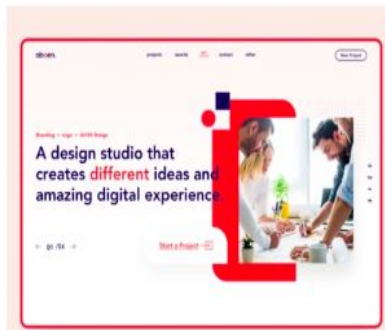 projects awards contact
New Project
Branding + Logo + UI/UX Design
A design studio that
creates different ideas and
amazing digital experience.
01 /04
Start a Project